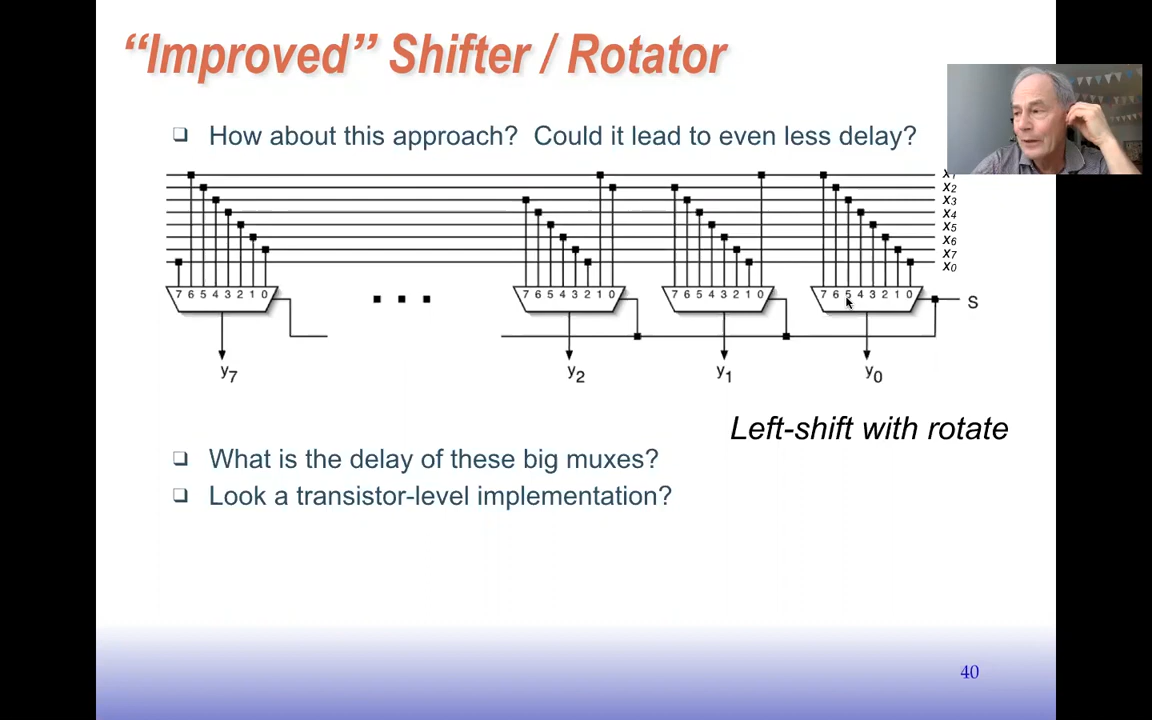 “Improved” Shifter / Rotator
❑ How about this approach? Could it lead to even less delay?
x₂
x₃
x₄
x₅
x₆
x₇
x₀
7 6 5 4 3 2 1 0
7 6 5 4 3 2 1 0
7 6 5 4 3 2 1 0
7 6 5 4 3 2 1 0
S
y₇
y₂
y₁
y₀
Left-shift with rotate
❑ What is the delay of these big muxes?
❑ Look a transistor-level implementation?
40